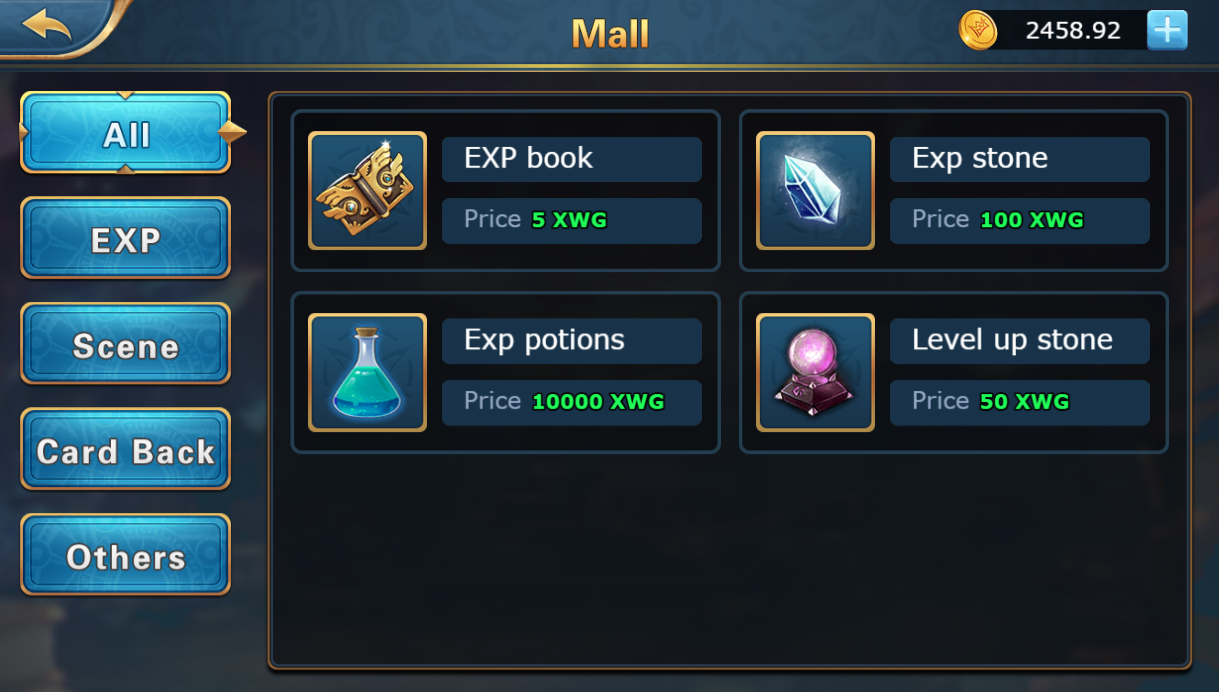 Mall
2458.92
All
EXP
Scene
Card Back
Others
EXP book
Price 5 XWG
Exp stone
Price 100 XWG
Exp potions
Price 10000 XWG
Level up stone
Price 50 XWG